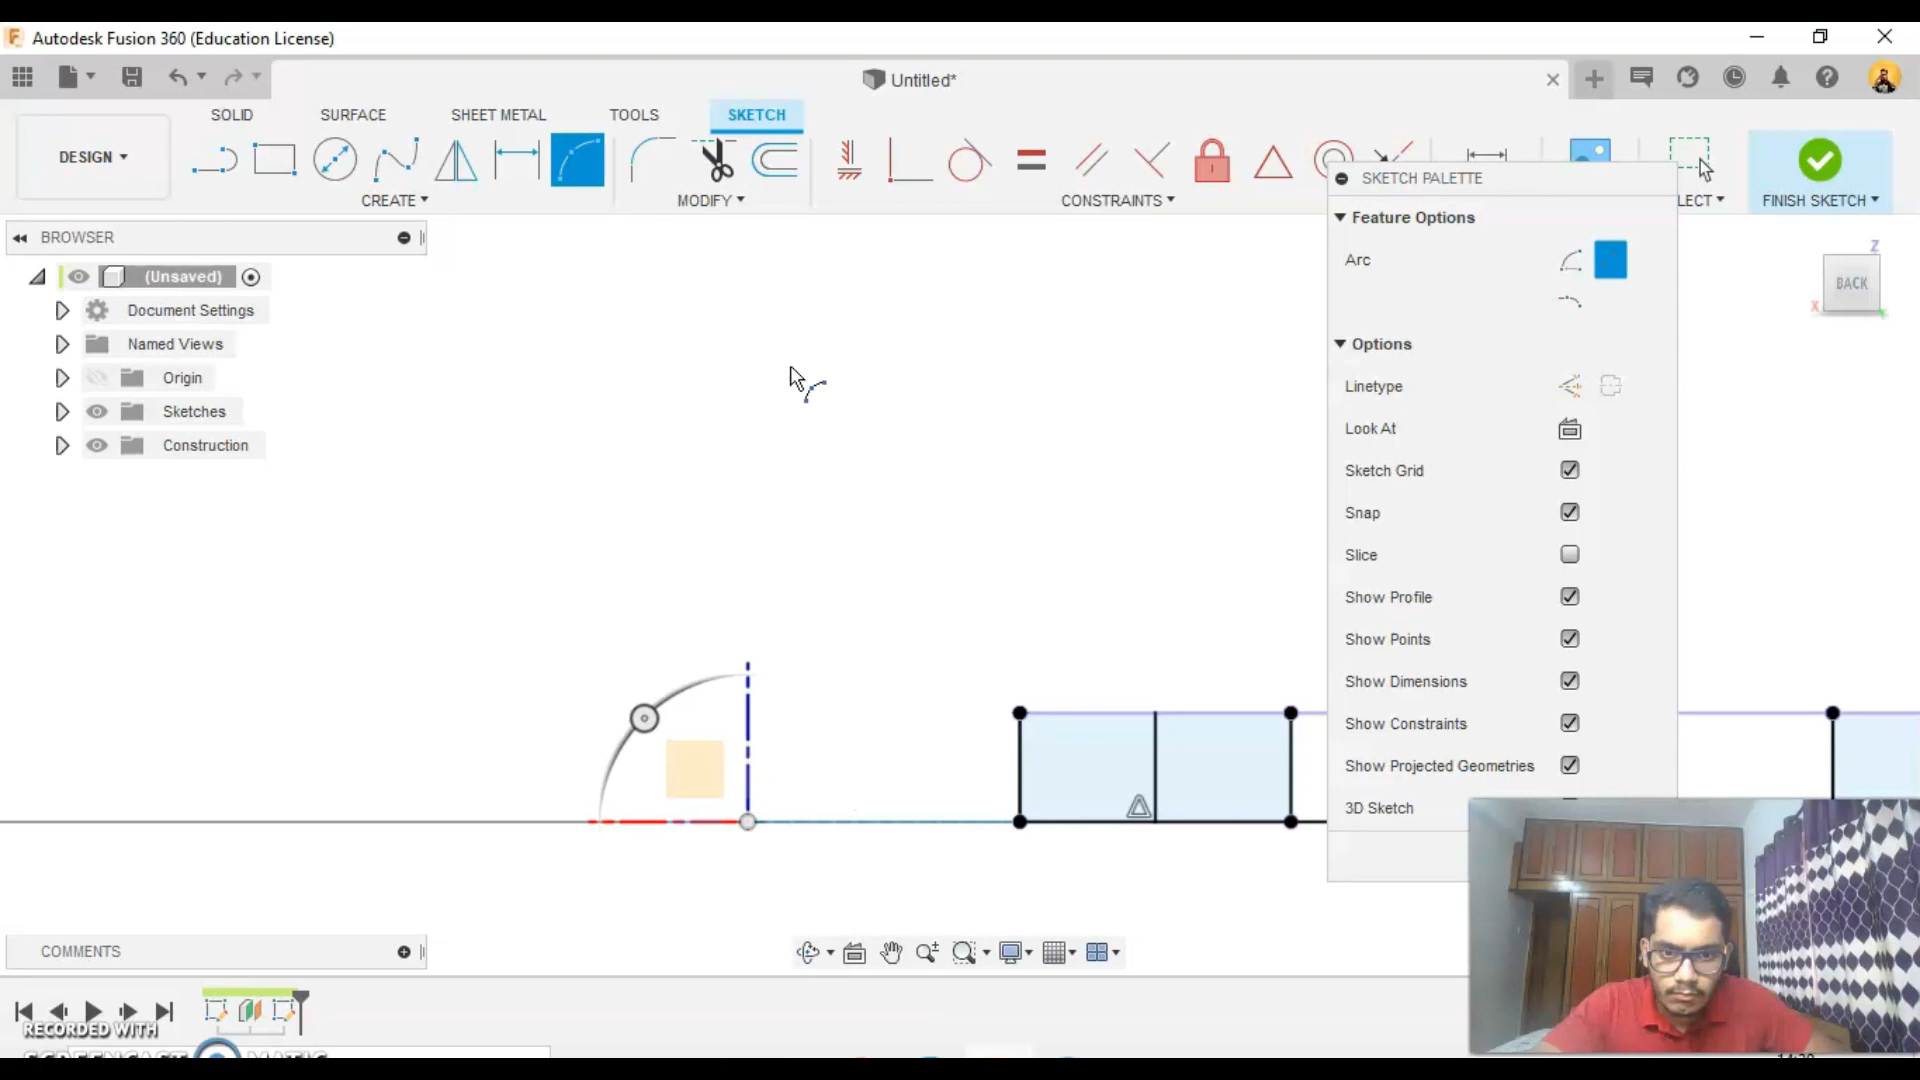 Autodesk Fusion 360 (Education License)
Untitled*
SOLID
SURFACE
SHEET METAL
TOOLS
SKETCH
DESIGN
CREATE
MODIFY
CONSTRAINTS
LECT
FINISH SKETCH
SKETCH PALETTE
Feature Options
Arc
Options
Linetype
Look At
Sketch Grid
Snap
Slice
Show Profile
Show Points
Show Dimensions
Show Constraints
Show Projected Geometries
3D Sketch
BROWSER
(Unsaved)
Document Settings
Named Views
Origin
Sketches
Construction
Z
BACK
X
COMMENTS
RECORDED WITH